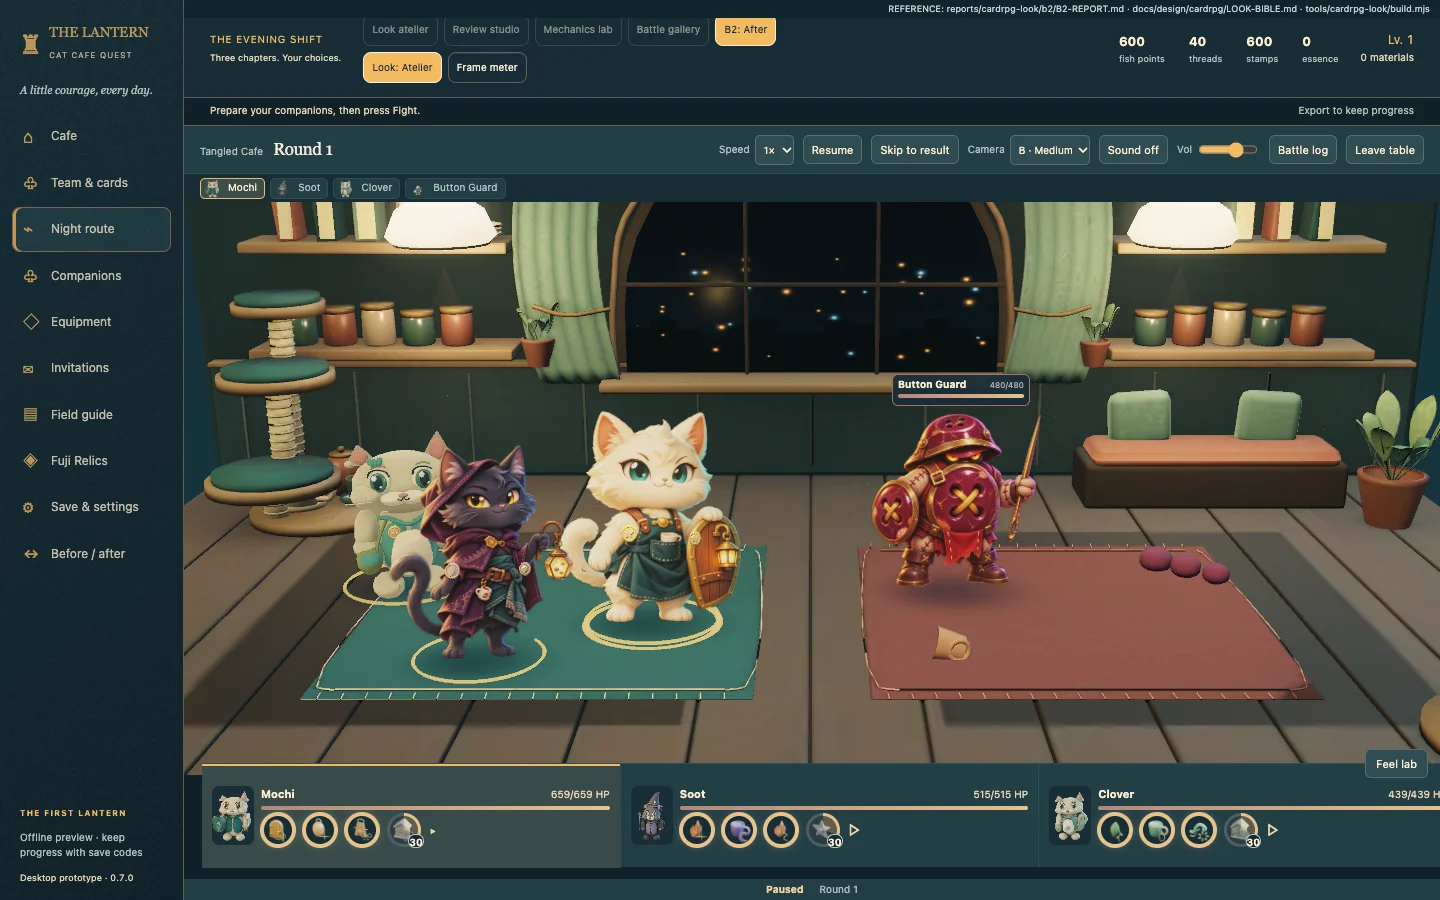 REFERENCE: reports/cardrpg-look/b2/B2-REPORT.md · docs/design/cardrpg/LOOK-BIBLE.md · tools/cardrpg-look/build.mjs
THE LANTERN
CAT CAFE QUEST
A little courage, every day.
Cafe
Team & cards
Night route
Companions
Equipment
Invitations
Field guide
Fuji Relics
Save & settings
Before / after
THE FIRST LANTERN
Offline preview · keep
progress with save codes
Desktop prototype · 0.7.0
THE EVENING SHIFT
Three chapters. Your choices.
Look atelier
Review studio
Mechanics lab
Battle gallery
B2: After
Look: Atelier
Frame meter
600 fish points
40 threads
600 stamps
0 essence
Lv. 1
0 materials
Prepare your companions, then press Fight.
Export to keep progress
Tangled Cafe Round 1
Speed 1× Resume Skip to result Camera B · Medium Sound off Vol Battle log Leave table
Mochi Soot Clover Button Guard
Button Guard 480/480
Feel lab
Mochi 659/659 HP
30
Soot 515/515 HP
30
Clover 439/439 H
30
Paused Round 1